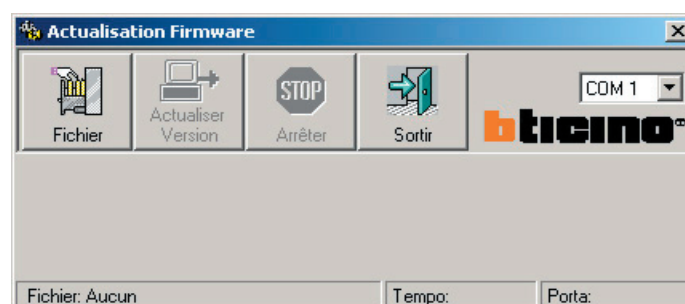 Actualisation Firmware
Fichier
Actualiser
Version
STOP
Arrêter
Sortir
COM 1
bticino
Fichier: Aucun
Tempo:
Porta: